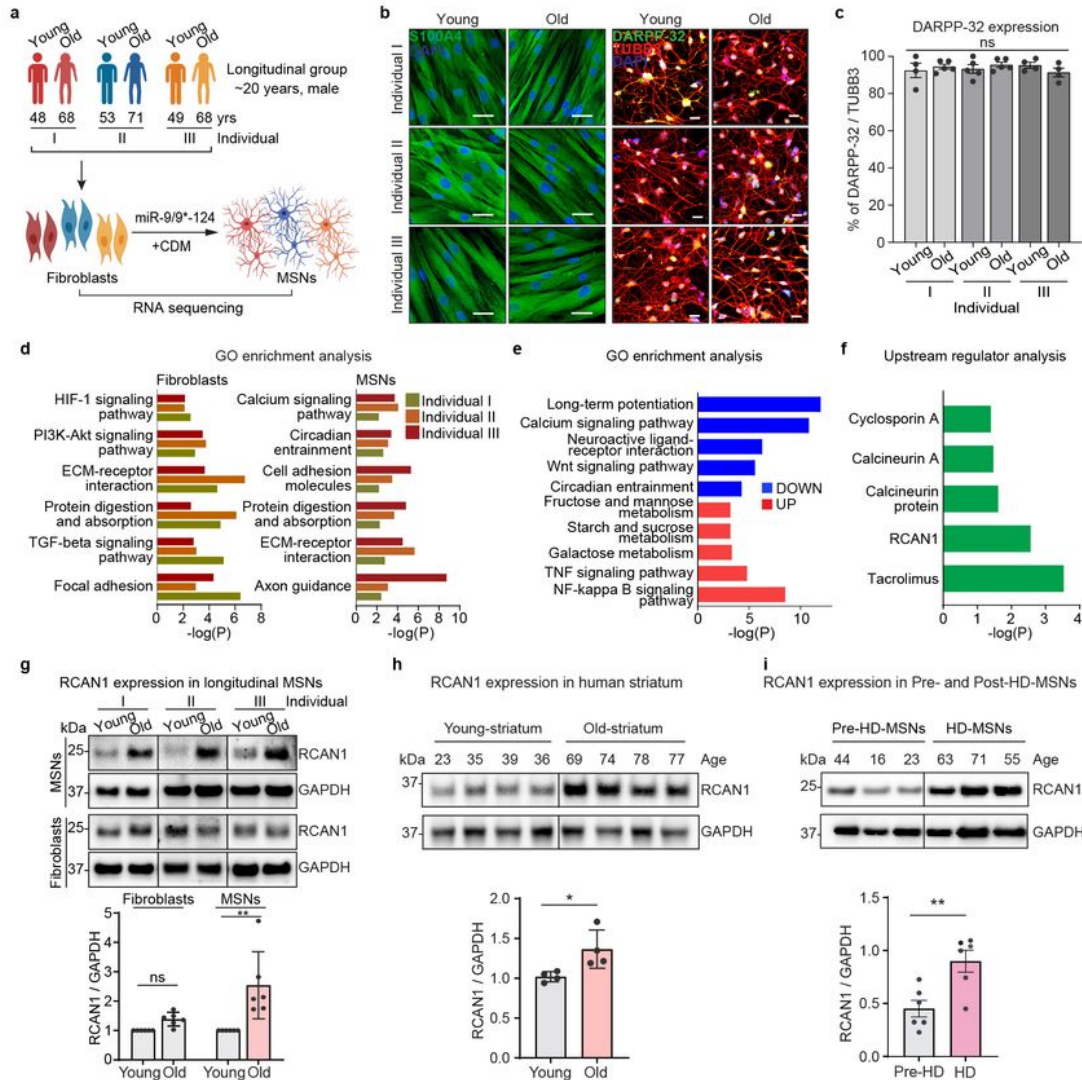 a
Young
Old
Young
Old
Young
Old
Longitudinal group
~20 years, male
48 68 53 71 49 68 yrs
I II III Individual
miR-9/9*-124
+CDM
Fibroblasts MSNs
RNA sequencing
b
Young Old Young Old
S100A4
DAPI
DARPP-32
TUBB3
DAPI
Individual I
Individual II
Individual III
c
DARPP-32 expression
ns
% of DARPP-32 / TUBB3
100
80
60
40
20
0
Young Old Young Old Young Old
I II III
Individual
d
GO enrichment analysis
Fibroblasts
HIF-1 signaling
pathway
PI3K-Akt signaling
pathway
ECM-receptor
interaction
Protein digestion
and absorption
TGF-beta signaling
pathway
Focal adhesion
0 2 4 6 8
-log(P)
MSNs
Calcium signaling
pathway
Circadian
entrainment
Cell adhesion
molecules
Protein digestion
and absorption
ECM-receptor
interaction
Axon guidance
0 2 4 6 8 10
-log(P)
Individual I
Individual II
Individual III
e
GO enrichment analysis
Long-term potentiation
Calcium signaling pathway
Neuroactive ligand-
receptor interaction
Wnt signaling pathway
Circadian entrainment
Fructose and mannose
metabolism
Starch and sucrose
metabolism
Galactose metabolism
TNF signaling pathway
NF-kappa B signaling
pathway
DOWN
UP
0 5 10
-log(P)
f
Upstream regulator analysis
Cyclosporin A
Calcineurin A
Calcineurin
protein
RCAN1
Tacrolimus
0 1 2 3 4
-log(P)
g
RCAN1 expression in longitudinal MSNs
I II III Individual
kDa Young Old Young Old Young Old
MSNs
25 RCAN1
37 GAPDH
Fibroblasts
25 RCAN1
37 GAPDH
Fibroblasts MSNs
ns **
RCAN1 / GAPDH
5
4
3
2
1
0
Young Old Young Old
h
RCAN1 expression in human striatum
Young-striatum Old-striatum
kDa 23 35 39 36 69 74 78 77 Age
37 RCAN1
37 GAPDH
*
RCAN1 / GAPDH
2.0
1.5
1.0
0.5
0.0
Young Old
i
RCAN1 expression in Pre- and Post-HD-MSNs
Pre-HD-MSNs HD-MSNs
kDa 44 16 23 63 71 55 Age
25 RCAN1
37 GAPDH
**
RCAN1 / GAPDH
1.5
1.0
0.5
0.0
Pre-HD HD